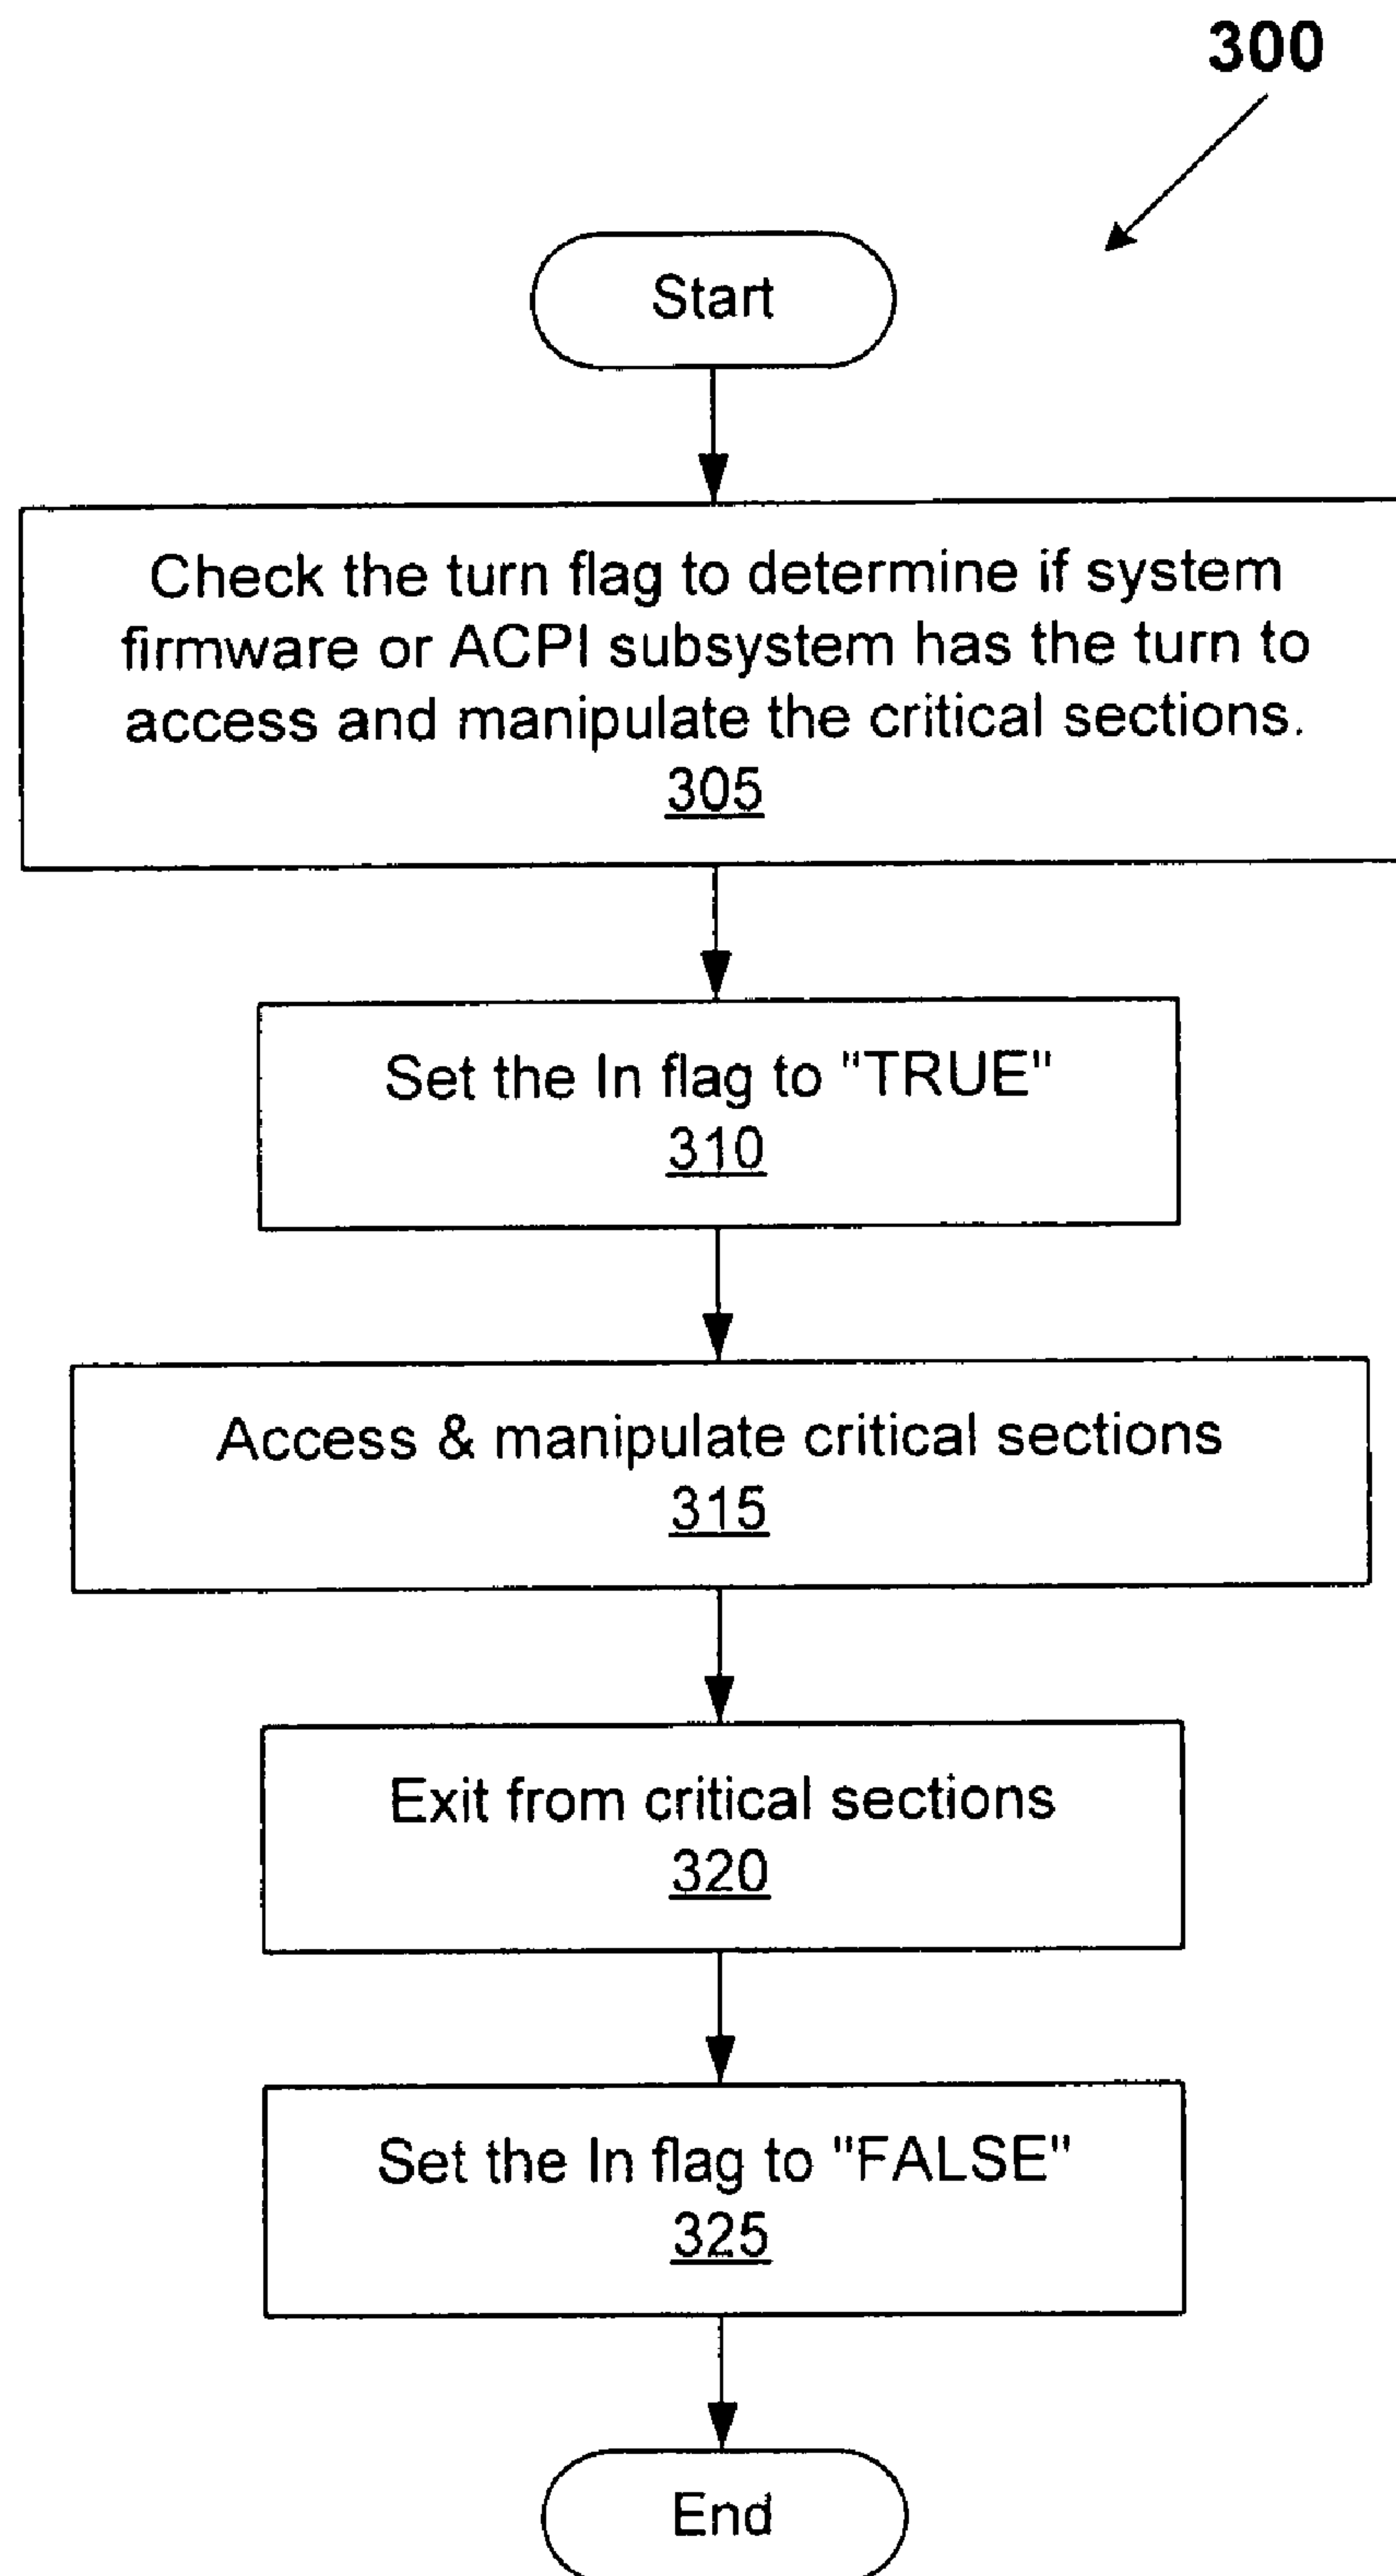 300
Start
Check the turn flag to determine if system
firmware or ACPI subsystem has the turn to
access and manipulate the critical sections.
305
Set the In flag to "TRUE"
310
Access & manipulate critical sections
315
Exit from critical sections
320
Set the In flag to "FALSE"
325
End